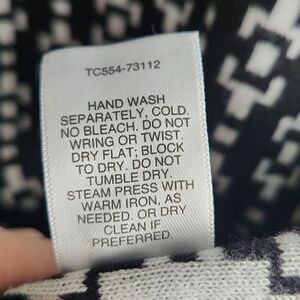 TC554-73112
HAND WASH
SEPARATELY, COLD.
NO BLEACH. DO NOT
WRING OR TWIST.
DRY FLAT; BLOCK
TO DRY. DO NOT
TUMBLE DRY.
STEAM PRESS WITH
WARM IRON, AS
NEEDED. OR DRY
CLEAN IF
PREFERRED.